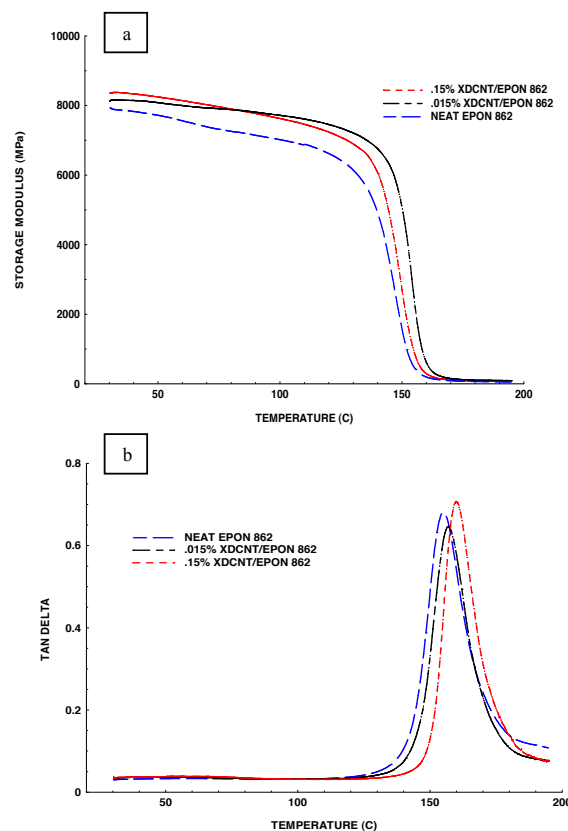 a
10000
8000
6000
4000
2000
0
STORAGE MODULUS (MPa)
.15% XDCNT/EPON 862
.015% XDCNT/EPON 862
NEAT EPON 862
50
100
150
200
TEMPERATURE (C)
b
0.8
0.6
0.4
0.2
0
TAN DELTA
NEAT EPON 862
.015% XDCNT/EPON 862
.15% XDCNT/EPON 862
50
100
150
200
TEMPERATURE (C)